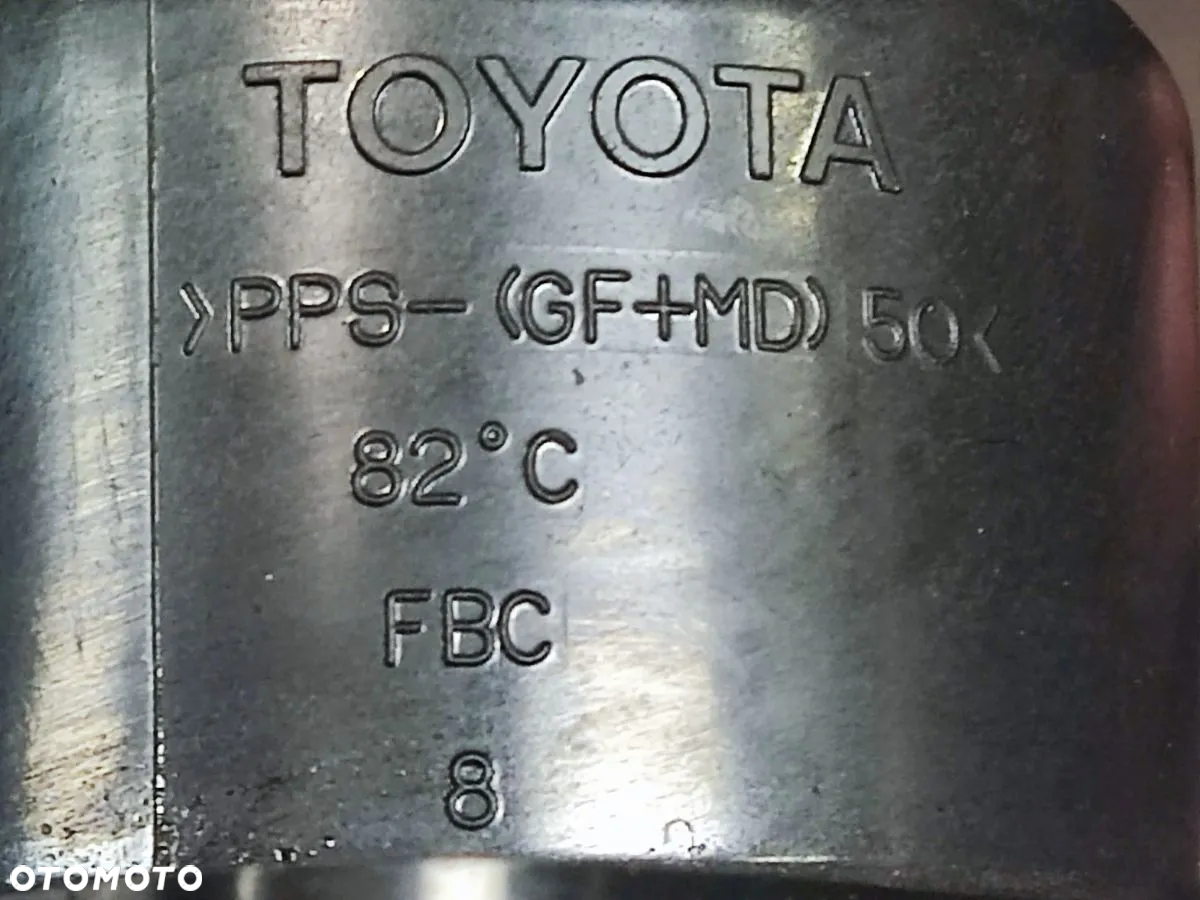 TOYOTA
>PPS-(GF+MD)50<
82°C
FBC
8
OTOMOTO